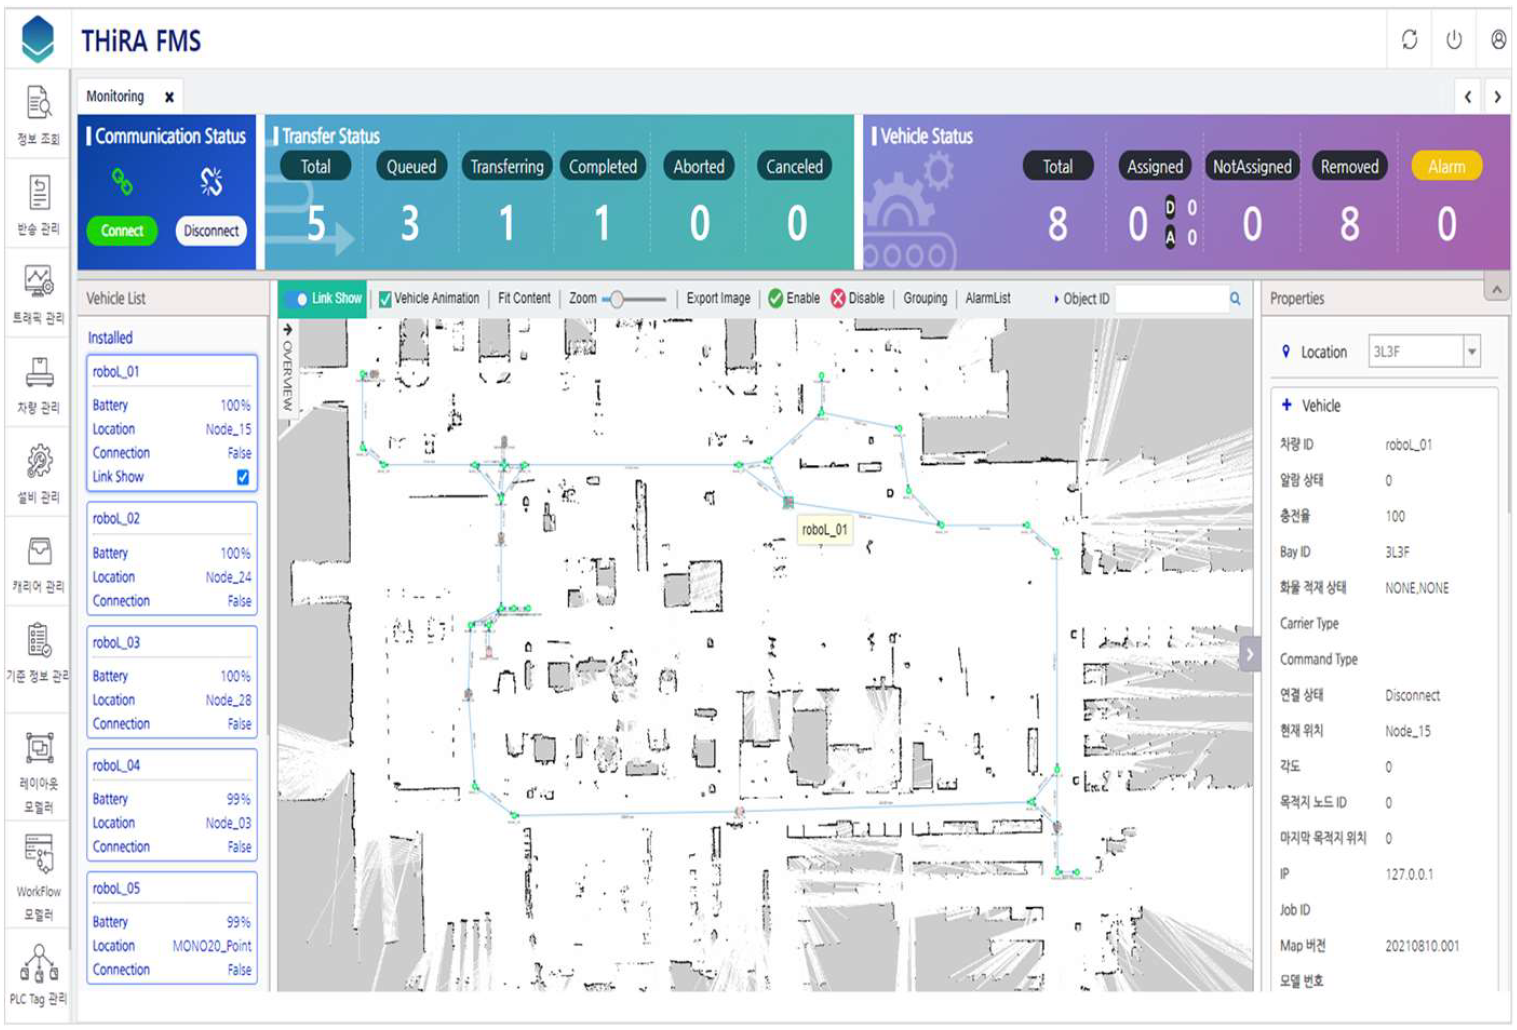 THiRA FMS
정보 조회
반송 관리
트래픽 관리
차량 관리
설비 관리
캐리어 관리
기준 정보 관리
레이아웃
모델러
WorkFlow
모델러
PLC Tag 관리
Monitoring
Communication Status
Connect
Disconnect
Transfer Status
Total Queued Transferring Completed Aborted Canceled
5 3 1 1 0 0
Vehicle Status
Total Assigned NotAssigned Removed Alarm
8 0 D 0 A 0 0 8 0
Vehicle List
Installed
roboL_01
Battery 100%
Location Node_15
Connection False
Link Show
roboL_02
Battery 100%
Location Node_24
Connection False
roboL_03
Battery 100%
Location Node_28
Connection False
roboL_04
Battery 99%
Location Node_03
Connection False
roboL_05
Battery 99%
Location MONO20_Point
Connection False
Link Show Vehicle Animation Fit Content Zoom Export Image Enable Disable Grouping AlarmList Object ID
OVERVIEW
roboL_01
Properties
Location 3L3F
Vehicle
차량 ID roboL_01
알람 상태 0
충전율 100
Bay ID 3L3F
화물 적재 상태 NONE,NONE
Carrier Type
Command Type
연결 상태 Disconnect
현재 위치 Node_15
각도 0
목적지 노드 ID 0
마지막 목적지 위치 0
IP 127.0.0.1
Job ID
Map 버전 20210810.001
모델 번호